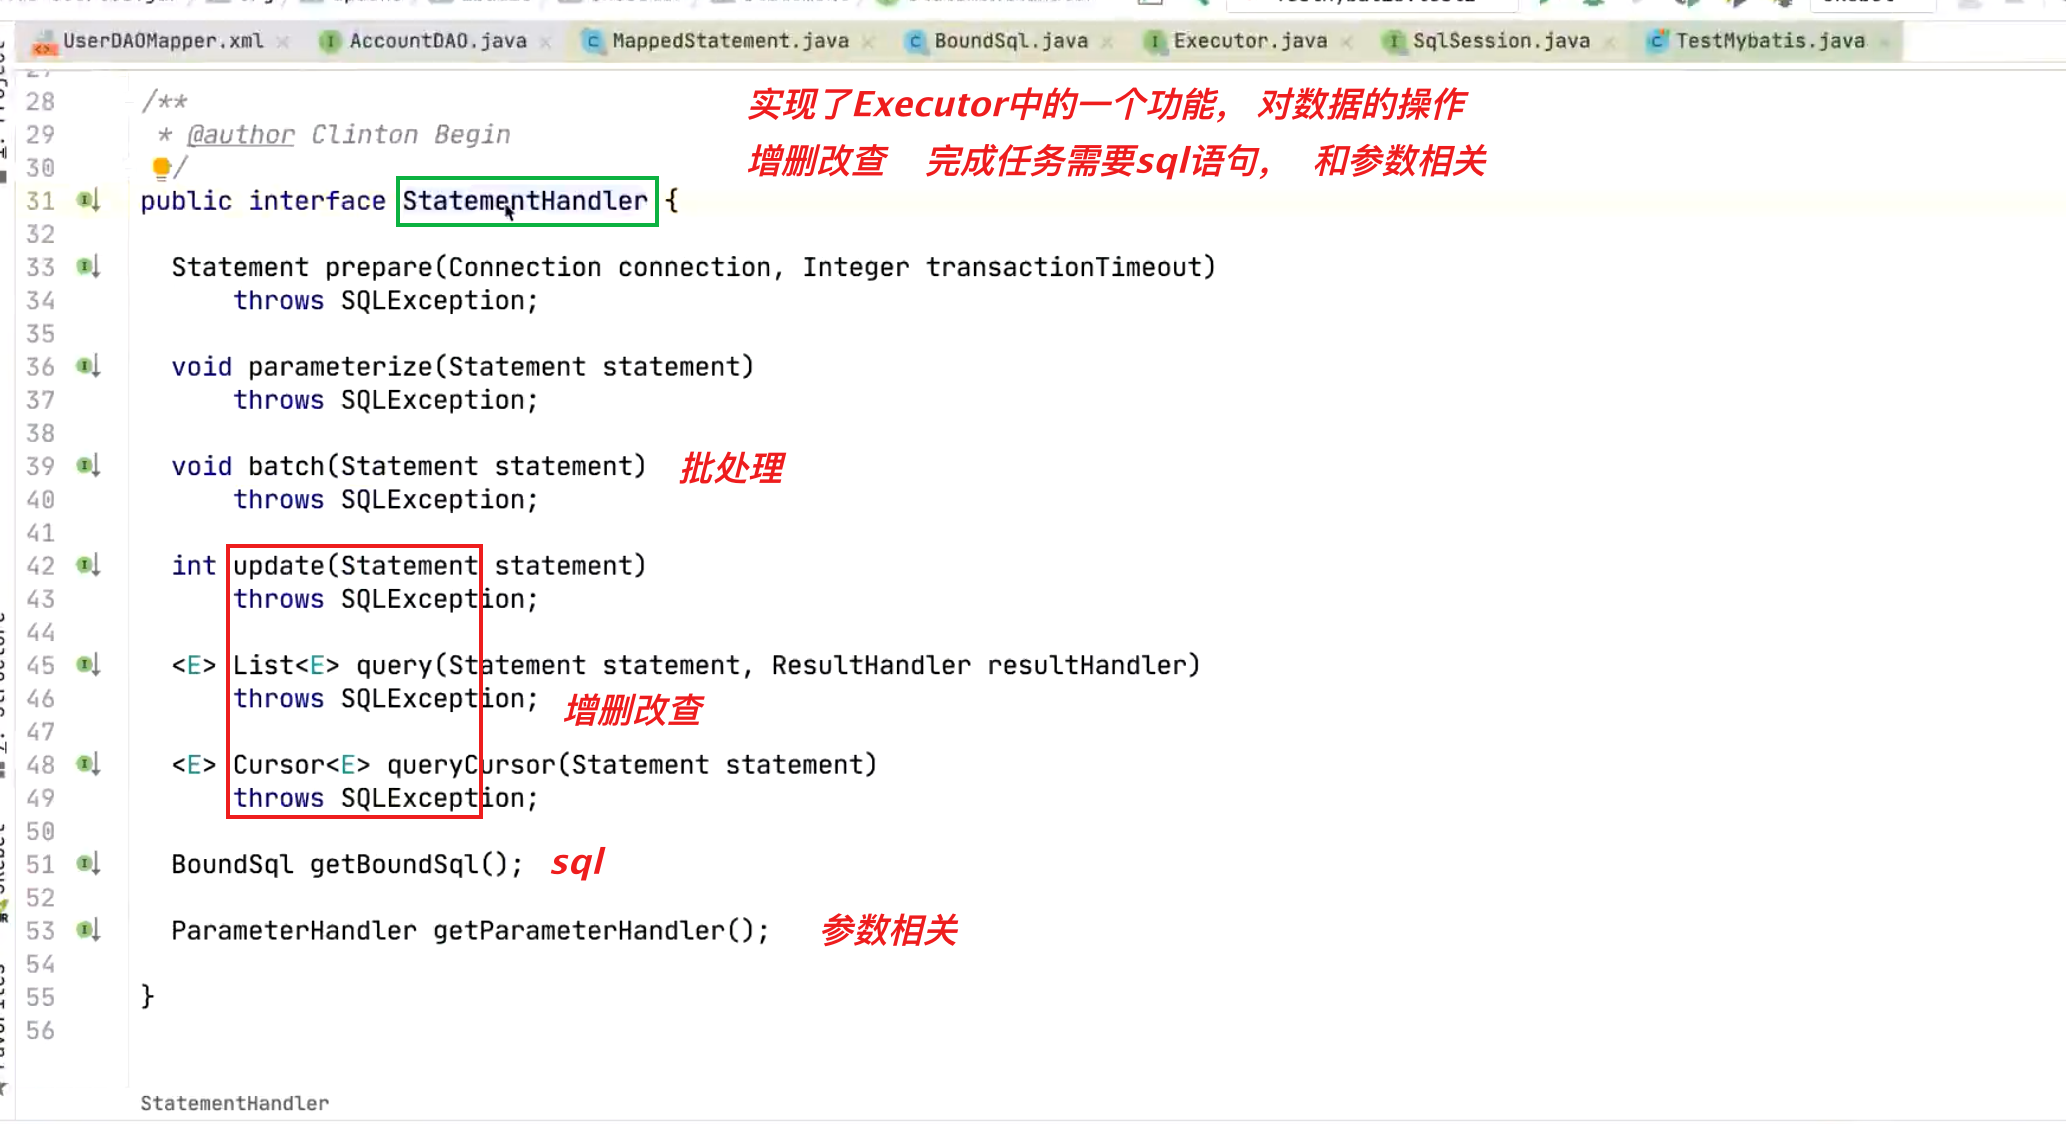 UserDAOMapper.xml AccountDAO.java MappedStatement.java BoundSql.java Executor.java SqlSession.java TestMybatis.java
28 /** 实现了Executor中的一个功能， 对数据的操作
29 * @author Clinton Begin
30 */ 增删改查 完成任务需要sql语句， 和参数相关
31 public interface StatementHandler {
32
33 Statement prepare(Connection connection, Integer transactionTimeout)
34 throws SQLException;
35
36 void parameterize(Statement statement)
37 throws SQLException;
38
39 void batch(Statement statement) 批处理
40 throws SQLException;
41
42 int update(Statement statement)
43 throws SQLException;
44
45 <E> List<E> query(Statement statement, ResultHandler resultHandler)
46 throws SQLException; 增删改查
47
48 <E> Cursor<E> queryCursor(Statement statement)
49 throws SQLException;
50
51 BoundSql getBoundSql(); sql
52
53 ParameterHandler getParameterHandler(); 参数相关
54
55 }
56
StatementHandler